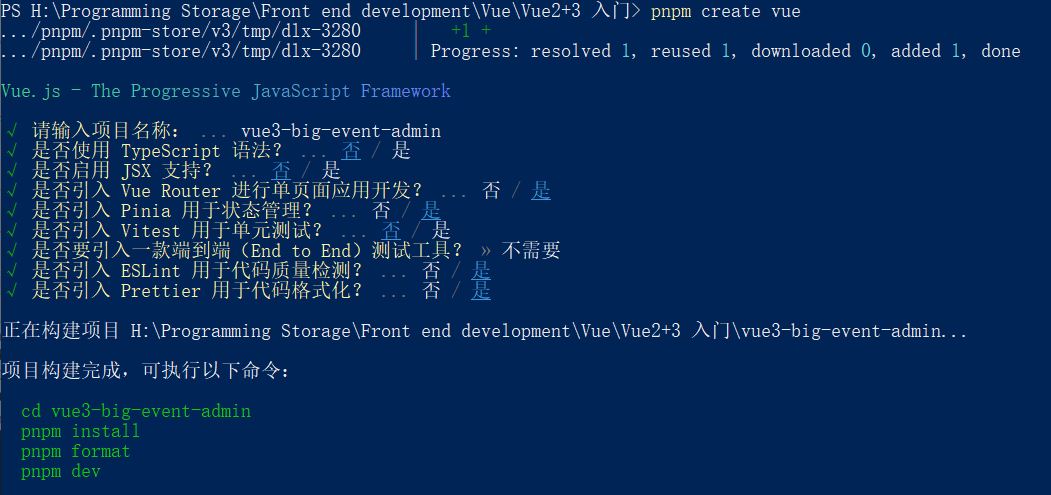 PS H:\Programming Storage\Front end development\Vue\Vue2+3 入门> pnpm create vue
.../pnpm/.pnpm-store/v3/tmp/dlx-3280     |   +1 +
.../pnpm/.pnpm-store/v3/tmp/dlx-3280     | Progress: resolved 1, reused 1, downloaded 0, added 1, done
Vue.js - The Progressive JavaScript Framework
√ 请输入项目名称： ... vue3-big-event-admin
√ 是否使用 TypeScript 语法？ ... 否 / 是
√ 是否启用 JSX 支持？ ... 否 / 是
√ 是否引入 Vue Router 进行单页面应用开发？ ... 否 / 是
√ 是否引入 Pinia 用于状态管理？ ... 否 / 是
√ 是否引入 Vitest 用于单元测试？ ... 否 / 是
√ 是否要引入一款端到端（End to End）测试工具？ » 不需要
√ 是否引入 ESLint 用于代码质量检测？ ... 否 / 是
√ 是否引入 Prettier 用于代码格式化？ ... 否 / 是
正在构建项目 H:\Programming Storage\Front end development\Vue\Vue2+3 入门\vue3-big-event-admin...
项目构建完成，可执行以下命令：
cd vue3-big-event-admin
pnpm install
pnpm format
pnpm dev